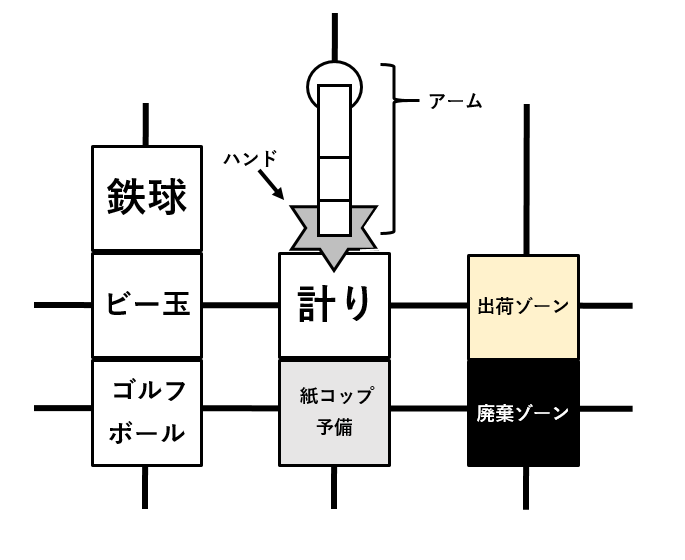 アーム
ハンド
鉄球
ビー玉
計り
出荷ゾーン
ゴルフ
ボール
紙コップ
予備
廃棄ゾーン